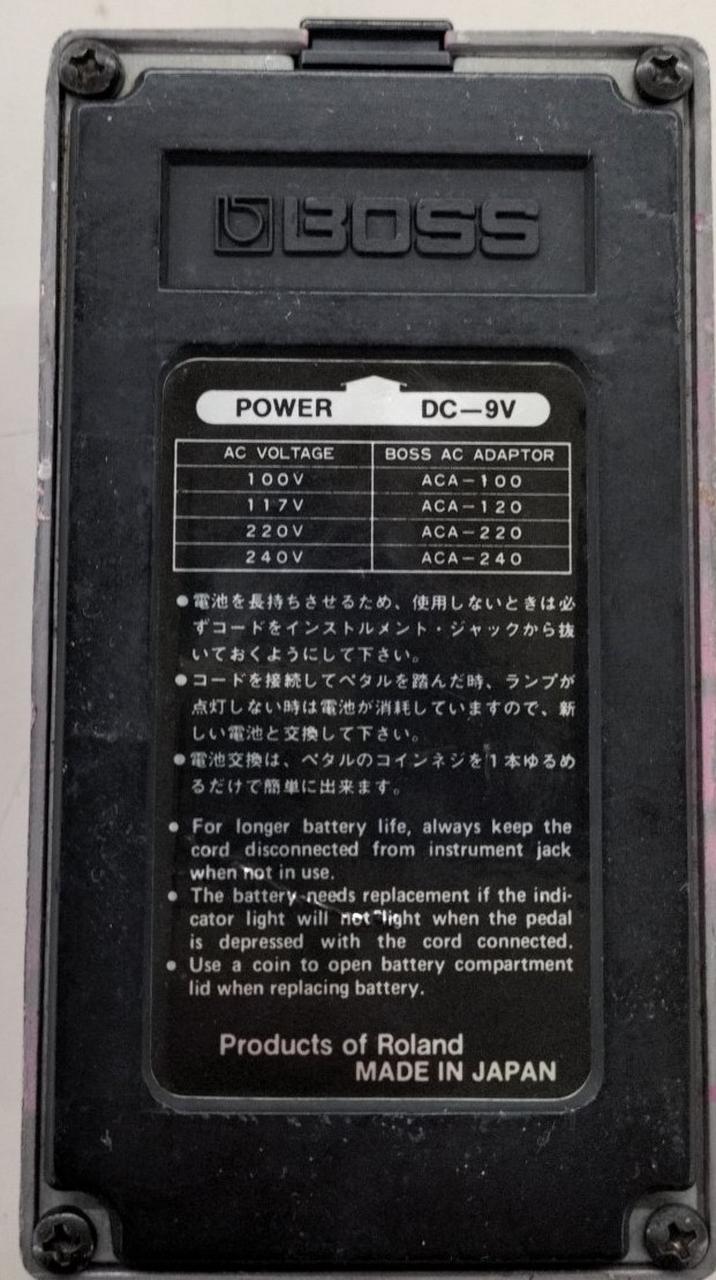 BOSS
POWER DC-9V
AC VOLTAGE BOSS AC ADAPTOR
100V ACA-100
117V ACA-120
220V ACA-220
240V ACA-240
●電池を長持ちさせるため、使用しないときは必
ずコードをインストルメント・ジャックから抜
いておくようにして下さい。
●コードを接続してペタルを踏んだ時、ランプが
点灯しない時は電池が消耗していますので、新
しい電池と交換して下さい。
●電池交換は、ペタルのコインネジを1本ゆるめ
るだけで簡単に出来ます。
● For longer battery life, always keep the
cord disconnected from instrument jack
when not in use.
● The battery needs replacement if the indi-
cator light will not light when the pedal
is depressed with the cord connected.
● Use a coin to open battery compartment
lid when replacing battery.
Products of Roland
MADE IN JAPAN